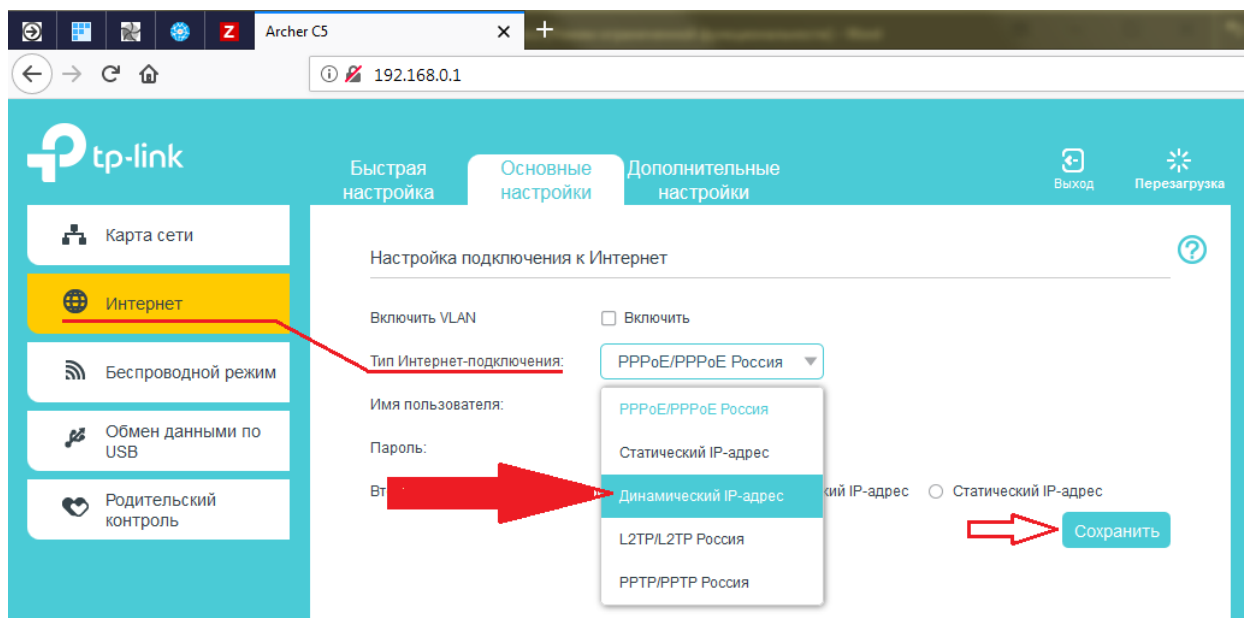 Z
Archer C5
192.168.0.1
tp-link
Быстрая
настройка
Основные
настройки
Дополнительные
настройки
Выход
Перезагрузка
Карта сети
Интернет
Беспроводной режим
Обмен данными по
USB
Родительский
контроль
Настройка подключения к Интернет
?
Включить VLAN
Включить
Тип Интернет-подключения:
PPPoE/PPPoE Россия
Имя пользователя:
PPPoE/PPPoE Россия
Пароль:
Статический IP-адрес
Динамический IP-адрес
IP-адрес
Статический IP-адрес
L2TP/L2TP Россия
Сохранить
PPTP/PPTP Россия